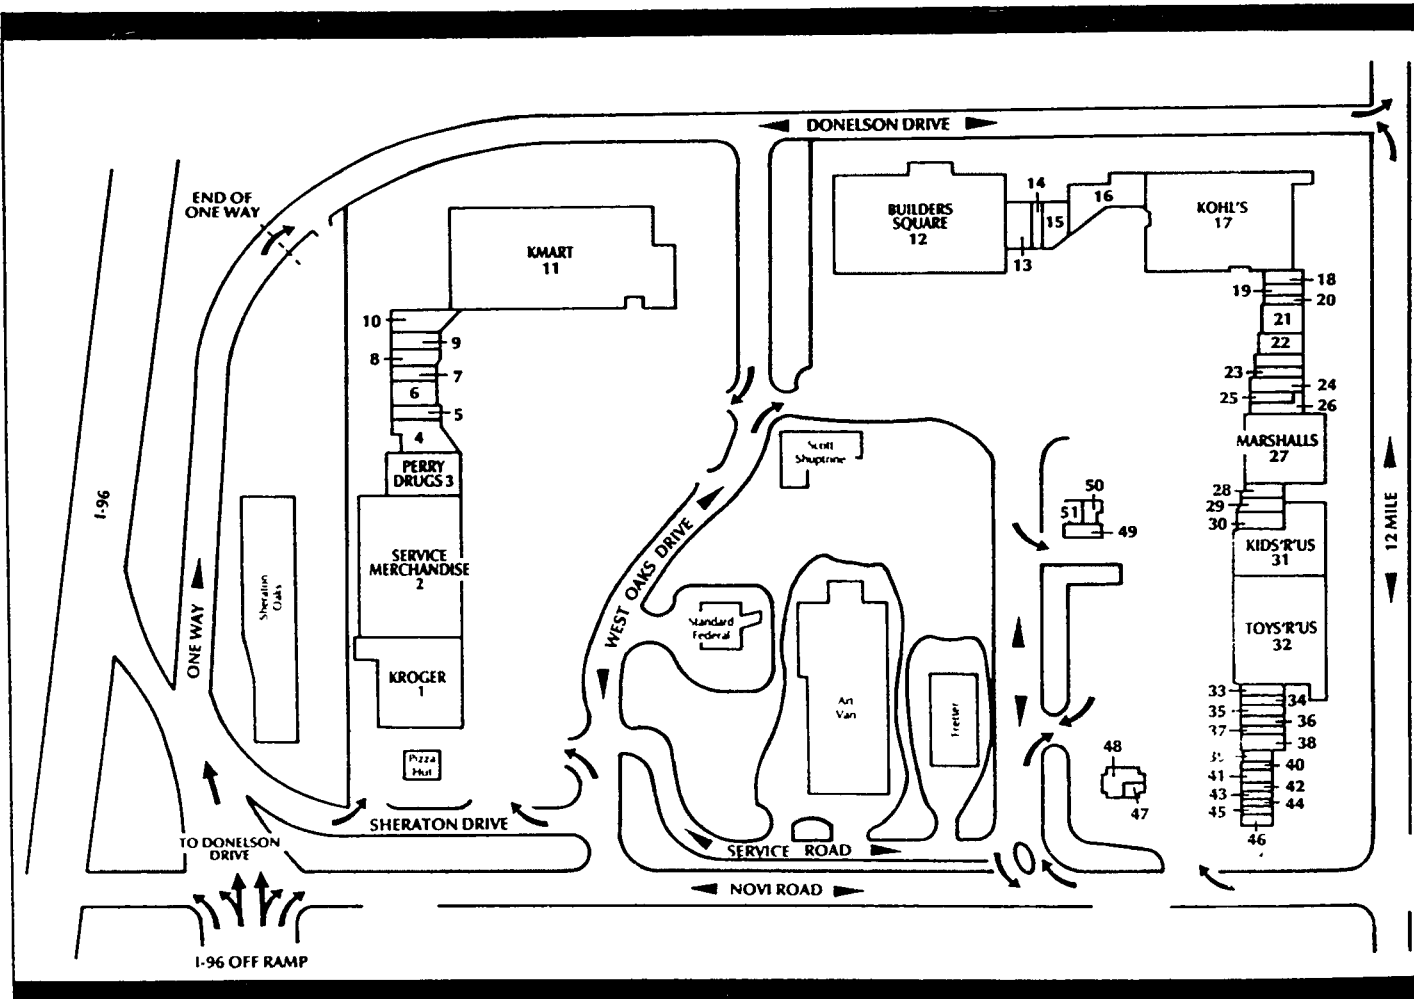 DONELSON DRIVE
END OF
ONE WAY
KMART
11
BUILDERS
SQUARE
12
14
15
13
16
KOHL'S
17
18
19
20
21
22
23
24
25
26
10
9
8
7
6
5
4
PERRY
DRUGS 3
SERVICE
MERCHANDISE
2
KROGER
1
Pizza
Hut
Sheraton
Oaks
I-96
ONE WAY
WEST OAKS DRIVE
Scott
Shuptrine
Standard
Federal
Art
Van
Fretter
50
51
49
MARSHALLS
27
28
29
30
KIDS'R'US
31
TOYS'R'US
32
12 MILE
33
34
35
36
37
38
40
41
42
43
44
45
46
48
47
SHERATON DRIVE
TO DONELSON
DRIVE
SERVICE ROAD
NOVI ROAD
I-96 OFF RAMP